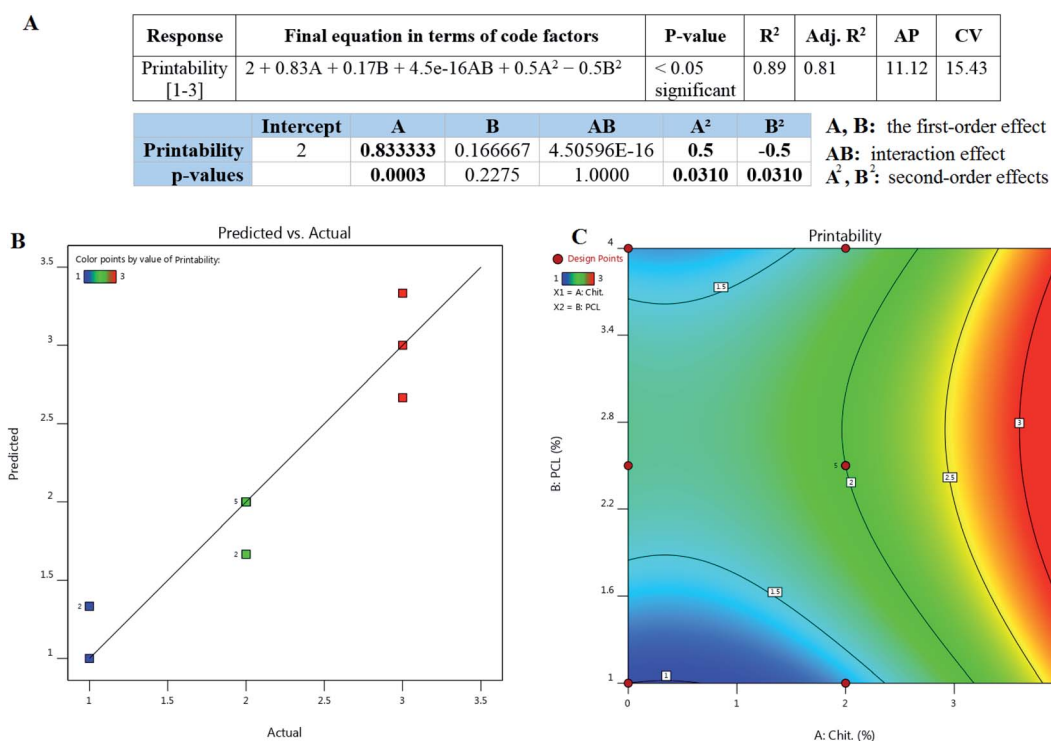 A
Response Final equation in terms of code factors P-value R² Adj. R² AP CV
Printability 2 + 0.83A + 0.17B + 4.5e-16AB + 0.5A² − 0.5B² < 0.05 0.89 0.81 11.12 15.43
[1-3] significant
Intercept A B AB A² B²
Printability 2 0.833333 0.166667 4.50596E-16 0.5 -0.5
p-values 0.0003 0.2275 1.0000 0.0310 0.0310
A, B: the first-order effect
AB: interaction effect
A², B²: second-order effects
B
Predicted vs. Actual
Color points by value of Printability:
1 3
3.5
3
2.5
2
1.5
1
5
2
2
Predicted
1 1.5 2 2.5 3 3.5
Actual
C
Printability
Design Points
1 3
X1 = A: Chit.
X2 = B: PCL
4
3.4
2.8
2.2
1.6
1
B: PCL (%)
1.5
3
5
2
2.5
1.5
1
0 1 2 3
A: Chit. (%)